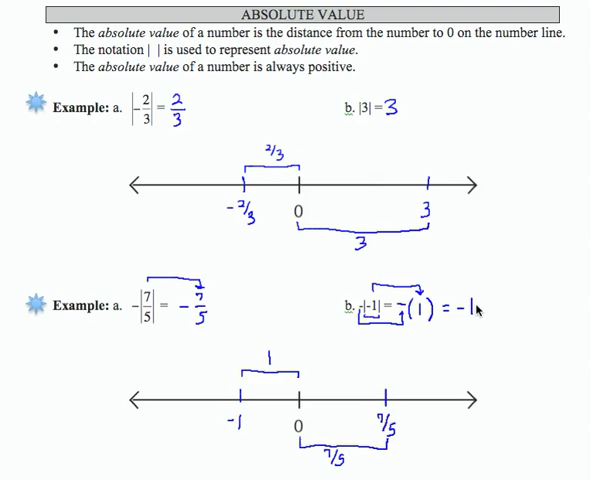 ABSOLUTE VALUE
• The absolute value of a number is the distance from the number to 0 on the number line.
• The notation | | is used to represent absolute value.
• The absolute value of a number is always positive.
Example: a. |-2/3| = 2/3 b. |3| = 3
2/3
-2/3 0 3
3
Example: a. -|7/5| = -7/5 b. -|-1| = -(1) = -1
1
-1 0 7/5
7/5